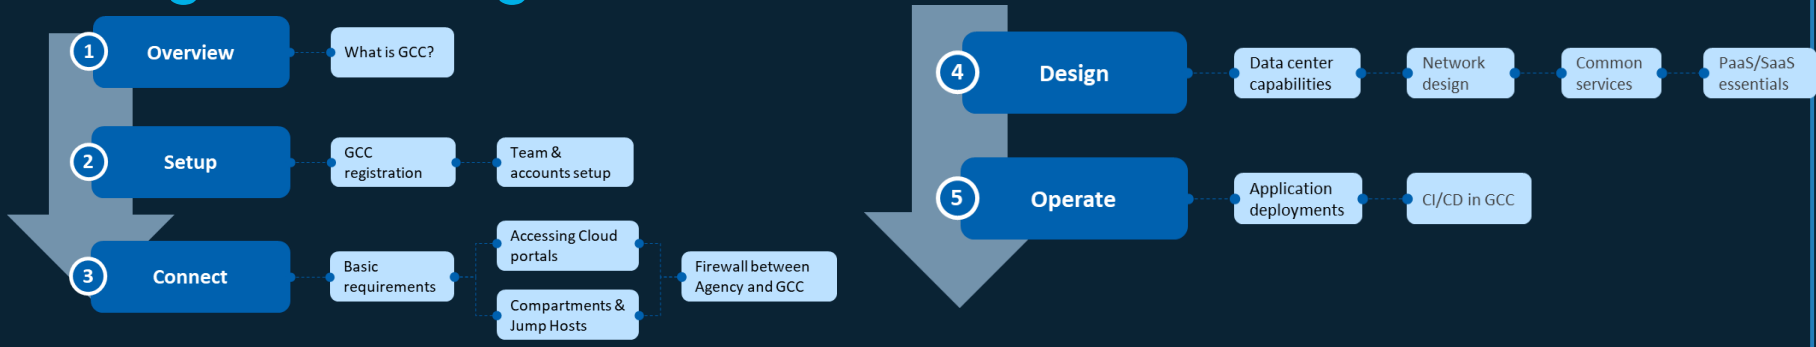 1
Overview
What is GCC?
2
Setup
GCC
registration
Team &
accounts setup
3
Connect
Basic
requirements
Accessing Cloud
portals
Compartments &
Jump Hosts
Firewall between
Agency and GCC
4
Design
Data center
capabilities
Network
design
Common
services
PaaS/SaaS
essentials
5
Operate
Application
deployments
CI/CD in GCC